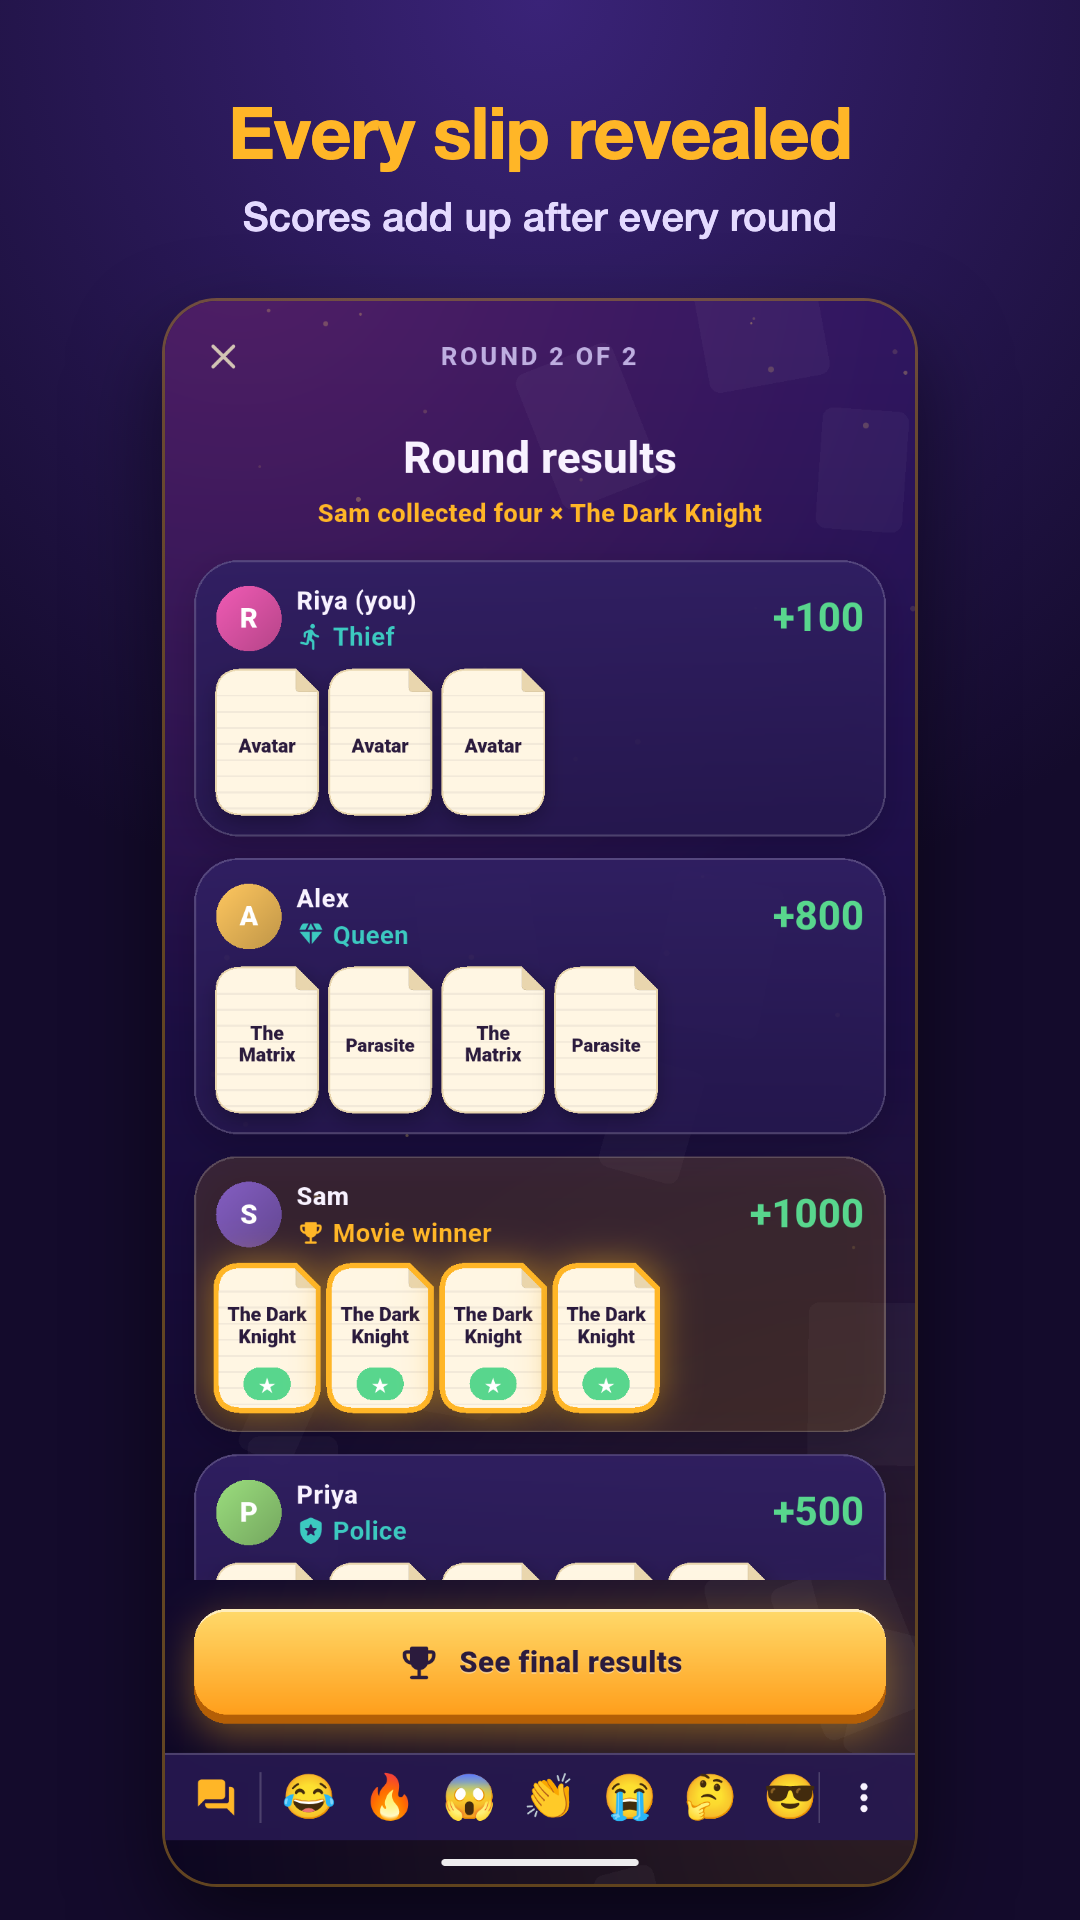 Every slip revealed
Scores add up after every round
ROUND 2 OF 2
Round results
Sam collected four × The Dark Knight
R
Riya (you)
Thief
+100
Avatar
Avatar
Avatar
A
Alex
Queen
+800
The
Matrix
Parasite
The
Matrix
Parasite
S
Sam
Movie winner
+1000
The Dark
Knight
The Dark
Knight
The Dark
Knight
The Dark
Knight
P
Priya
Police
+500
See final results